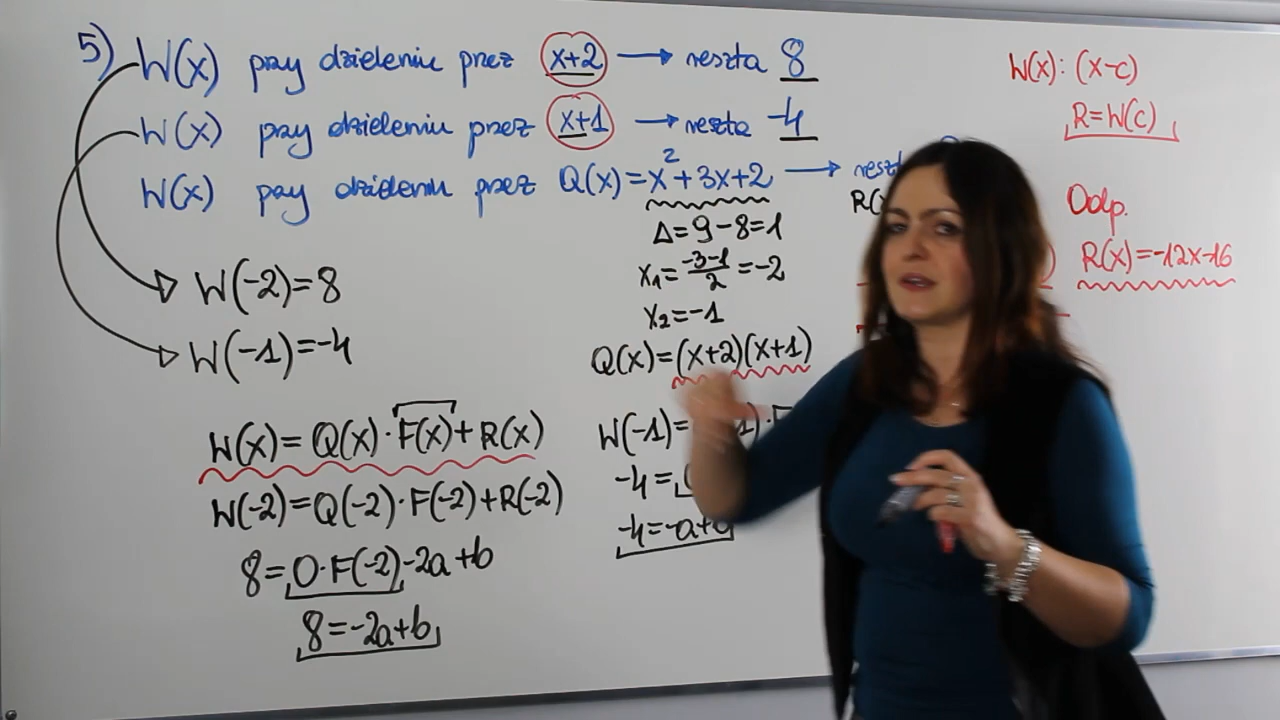 5) W(x) przy dzieleniu przez x+2 → reszta 8
W(x) przy dzieleniu przez x+1 → reszta -4
W(x) przy dzieleniu przez Q(x)=x²+3x+2 →
Δ=9-8=1
x₁=(-3-1)/2=-2
x₂=-1
Q(x)=(x+2)(x+1)
W(-2)=8
W(-1)=-4
W(x)=Q(x)·F(x)+R(x)
W(-2)=Q(-2)·F(-2)+R(-2)
8=0·F(-2)-2a+b
8=-2a+b
W(-1)=
-4=
-4=-a+
W(x):(x-c)
R=W(c)
Odp.
R(x)=-12x-16